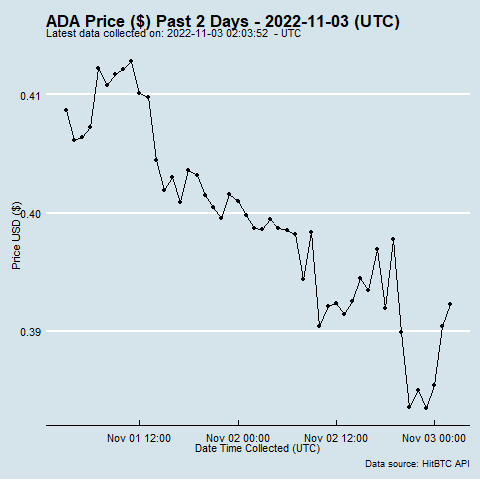 ADA Price ($) Past 2 Days - 2022-11-03 (UTC)
Latest data collected on: 2022-11-03 02:03:52 - UTC
0.41
0.40
0.39
Price USD ($)
Nov 01 12:00 Nov 02 00:00 Nov 02 12:00 Nov 03 00:00
Date Time Collected (UTC)
Data source: HitBTC API